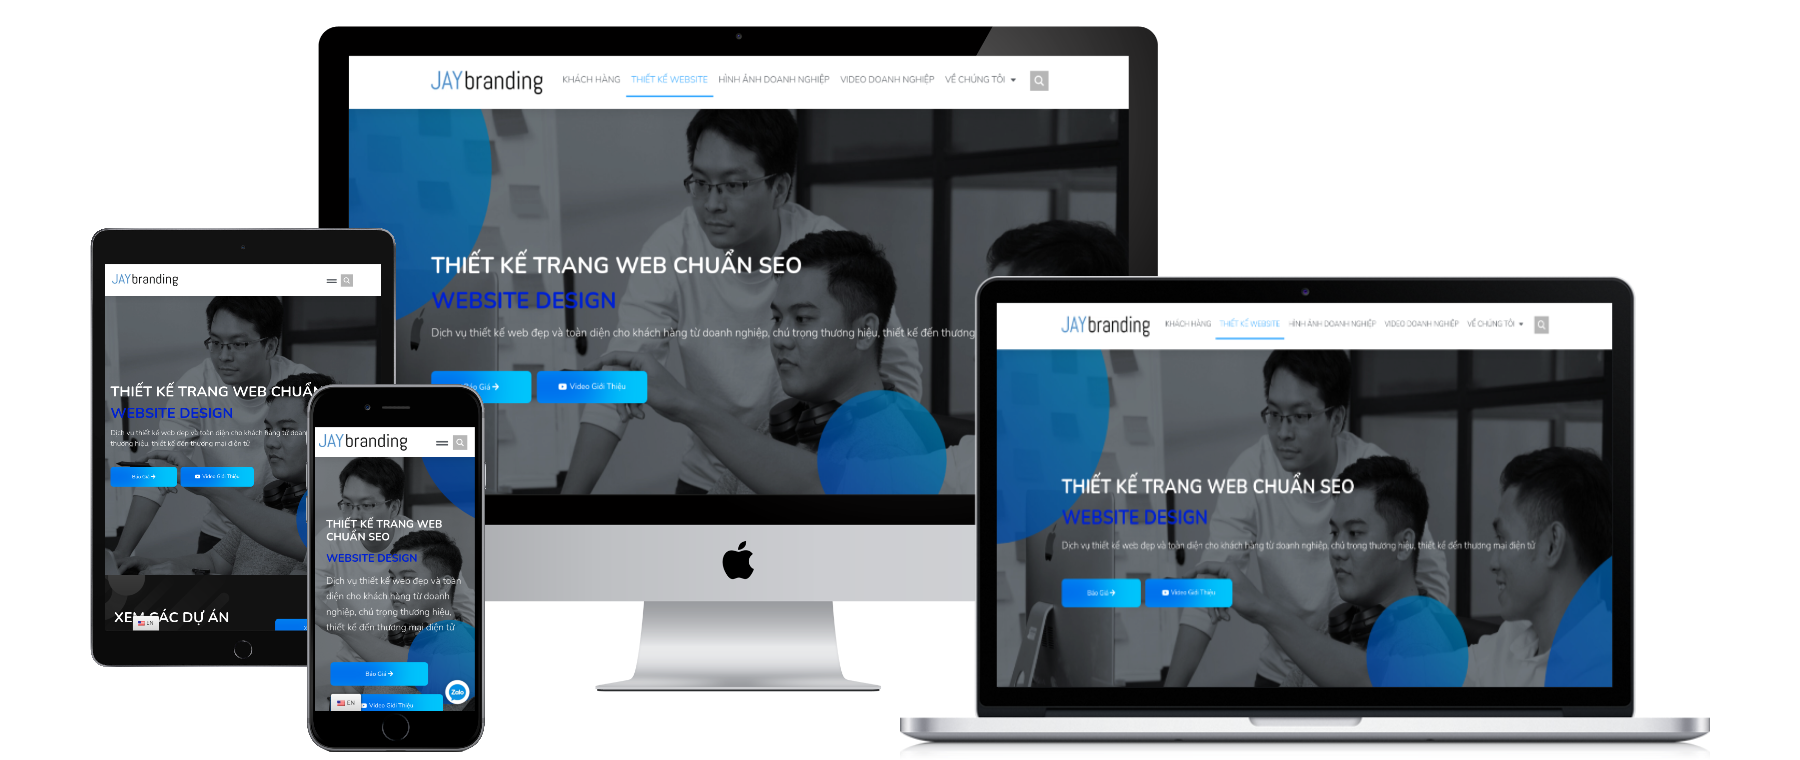 JAYbranding KHÁCH HÀNG THIẾT KẾ WEBSITE HÌNH ẢNH DOANH NGHIỆP VIDEO DOANH NGHIỆP VỀ CHÚNG TÔI
THIẾT KẾ TRANG WEB CHUẨN SEO
WEBSITE DESIGN
Dịch vụ thiết kế web đẹp và toàn diện cho khách hàng từ doanh nghiệp, chú trọng thương hiệu, thiết kế đến thương
Báo Giá Video Giới Thiệu
JAYbranding
THIẾT KẾ TRANG WEB CHUẨN
WEBSITE DESIGN
Dịch vụ thiết kế web đẹp và toàn diện cho khách hàng từ doanh
thương hiệu, thiết kế đến thương mại điện tử
Báo Giá Video Giới Thiệu
XEM CÁC DỰ ÁN
EN
JAYbranding
THIẾT KẾ TRANG WEB
CHUẨN SEO
WEBSITE DESIGN
Dịch vụ thiết kế web đẹp và toàn
diện cho khách hàng từ doanh
nghiệp, chú trọng thương hiệu,
thiết kế đến thương mại điện tử
Báo Giá
Zalo
EN Video Giới Thiệu
JAYbranding KHÁCH HÀNG THIẾT KẾ WEBSITE HÌNH ẢNH DOANH NGHIỆP VIDEO DOANH NGHIỆP VỀ CHÚNG TÔI
THIẾT KẾ TRANG WEB CHUẨN SEO
WEBSITE DESIGN
Dịch vụ thiết kế web đẹp và toàn diện cho khách hàng từ doanh nghiệp, chú trọng thương hiệu, thiết kế đến thương mại điện tử
Báo Giá Video Giới Thiệu